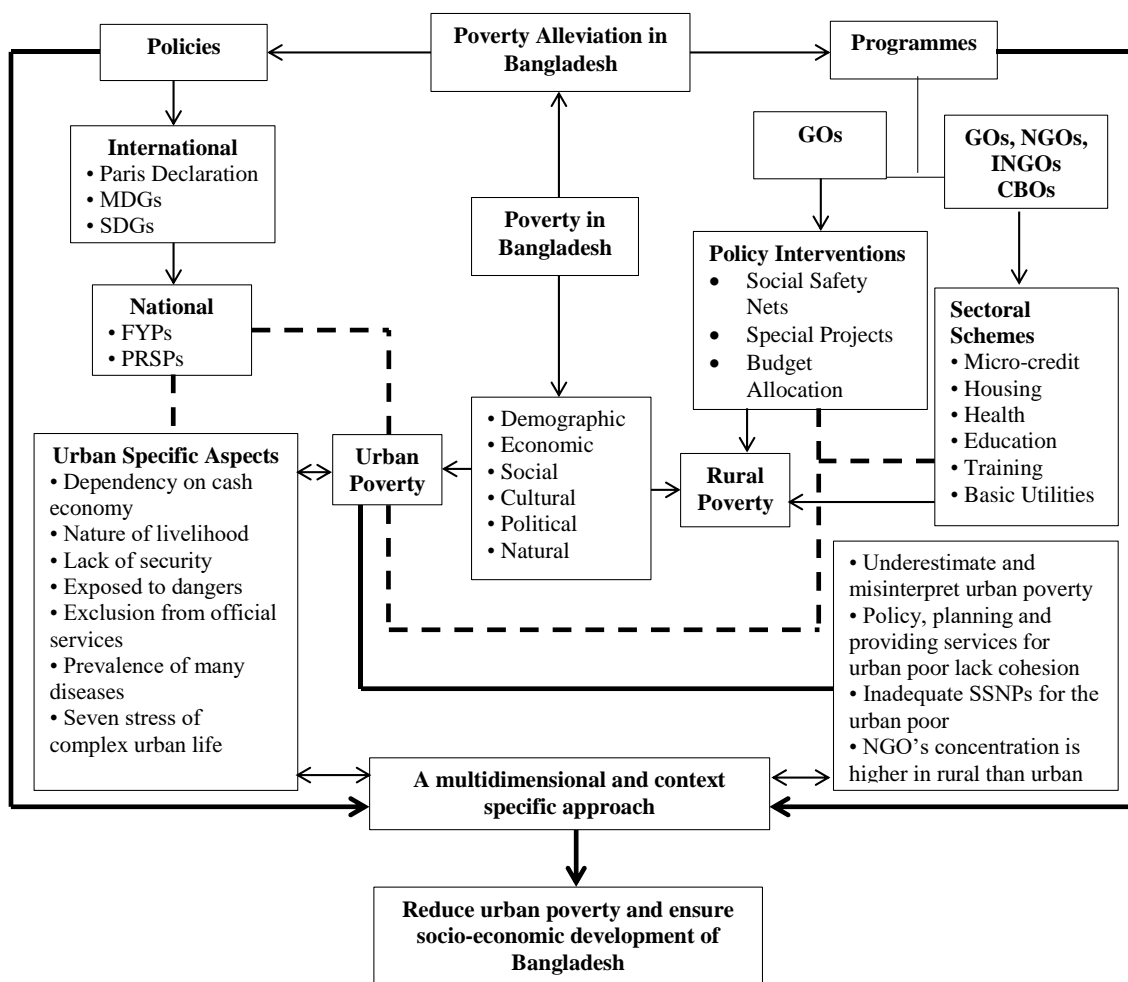 Policies
Poverty Alleviation in
Bangladesh
Programmes
International
• Paris Declaration
• MDGs
• SDGs
GOs
GOs, NGOs,
INGOs
CBOs
Poverty in
Bangladesh
Policy Interventions
• Social Safety
Nets
• Special Projects
• Budget
Allocation
National
• FYPs
• PRSPs
Sectoral
Schemes
• Micro-credit
• Housing
• Health
• Education
• Training
• Basic Utilities
Urban Specific Aspects
• Dependency on cash
economy
• Nature of livelihood
• Lack of security
• Exposed to dangers
• Exclusion from official
services
• Prevalence of many
diseases
• Seven stress of
complex urban life
Urban
Poverty
• Demographic
• Economic
• Social
• Cultural
• Political
• Natural
Rural
Poverty
• Underestimate and
misinterpret urban poverty
• Policy, planning and
providing services for
urban poor lack cohesion
• Inadequate SSNPs for the
urban poor
• NGO’s concentration is
higher in rural than urban
A multidimensional and context
specific approach
Reduce urban poverty and ensure
socio-economic development of
Bangladesh